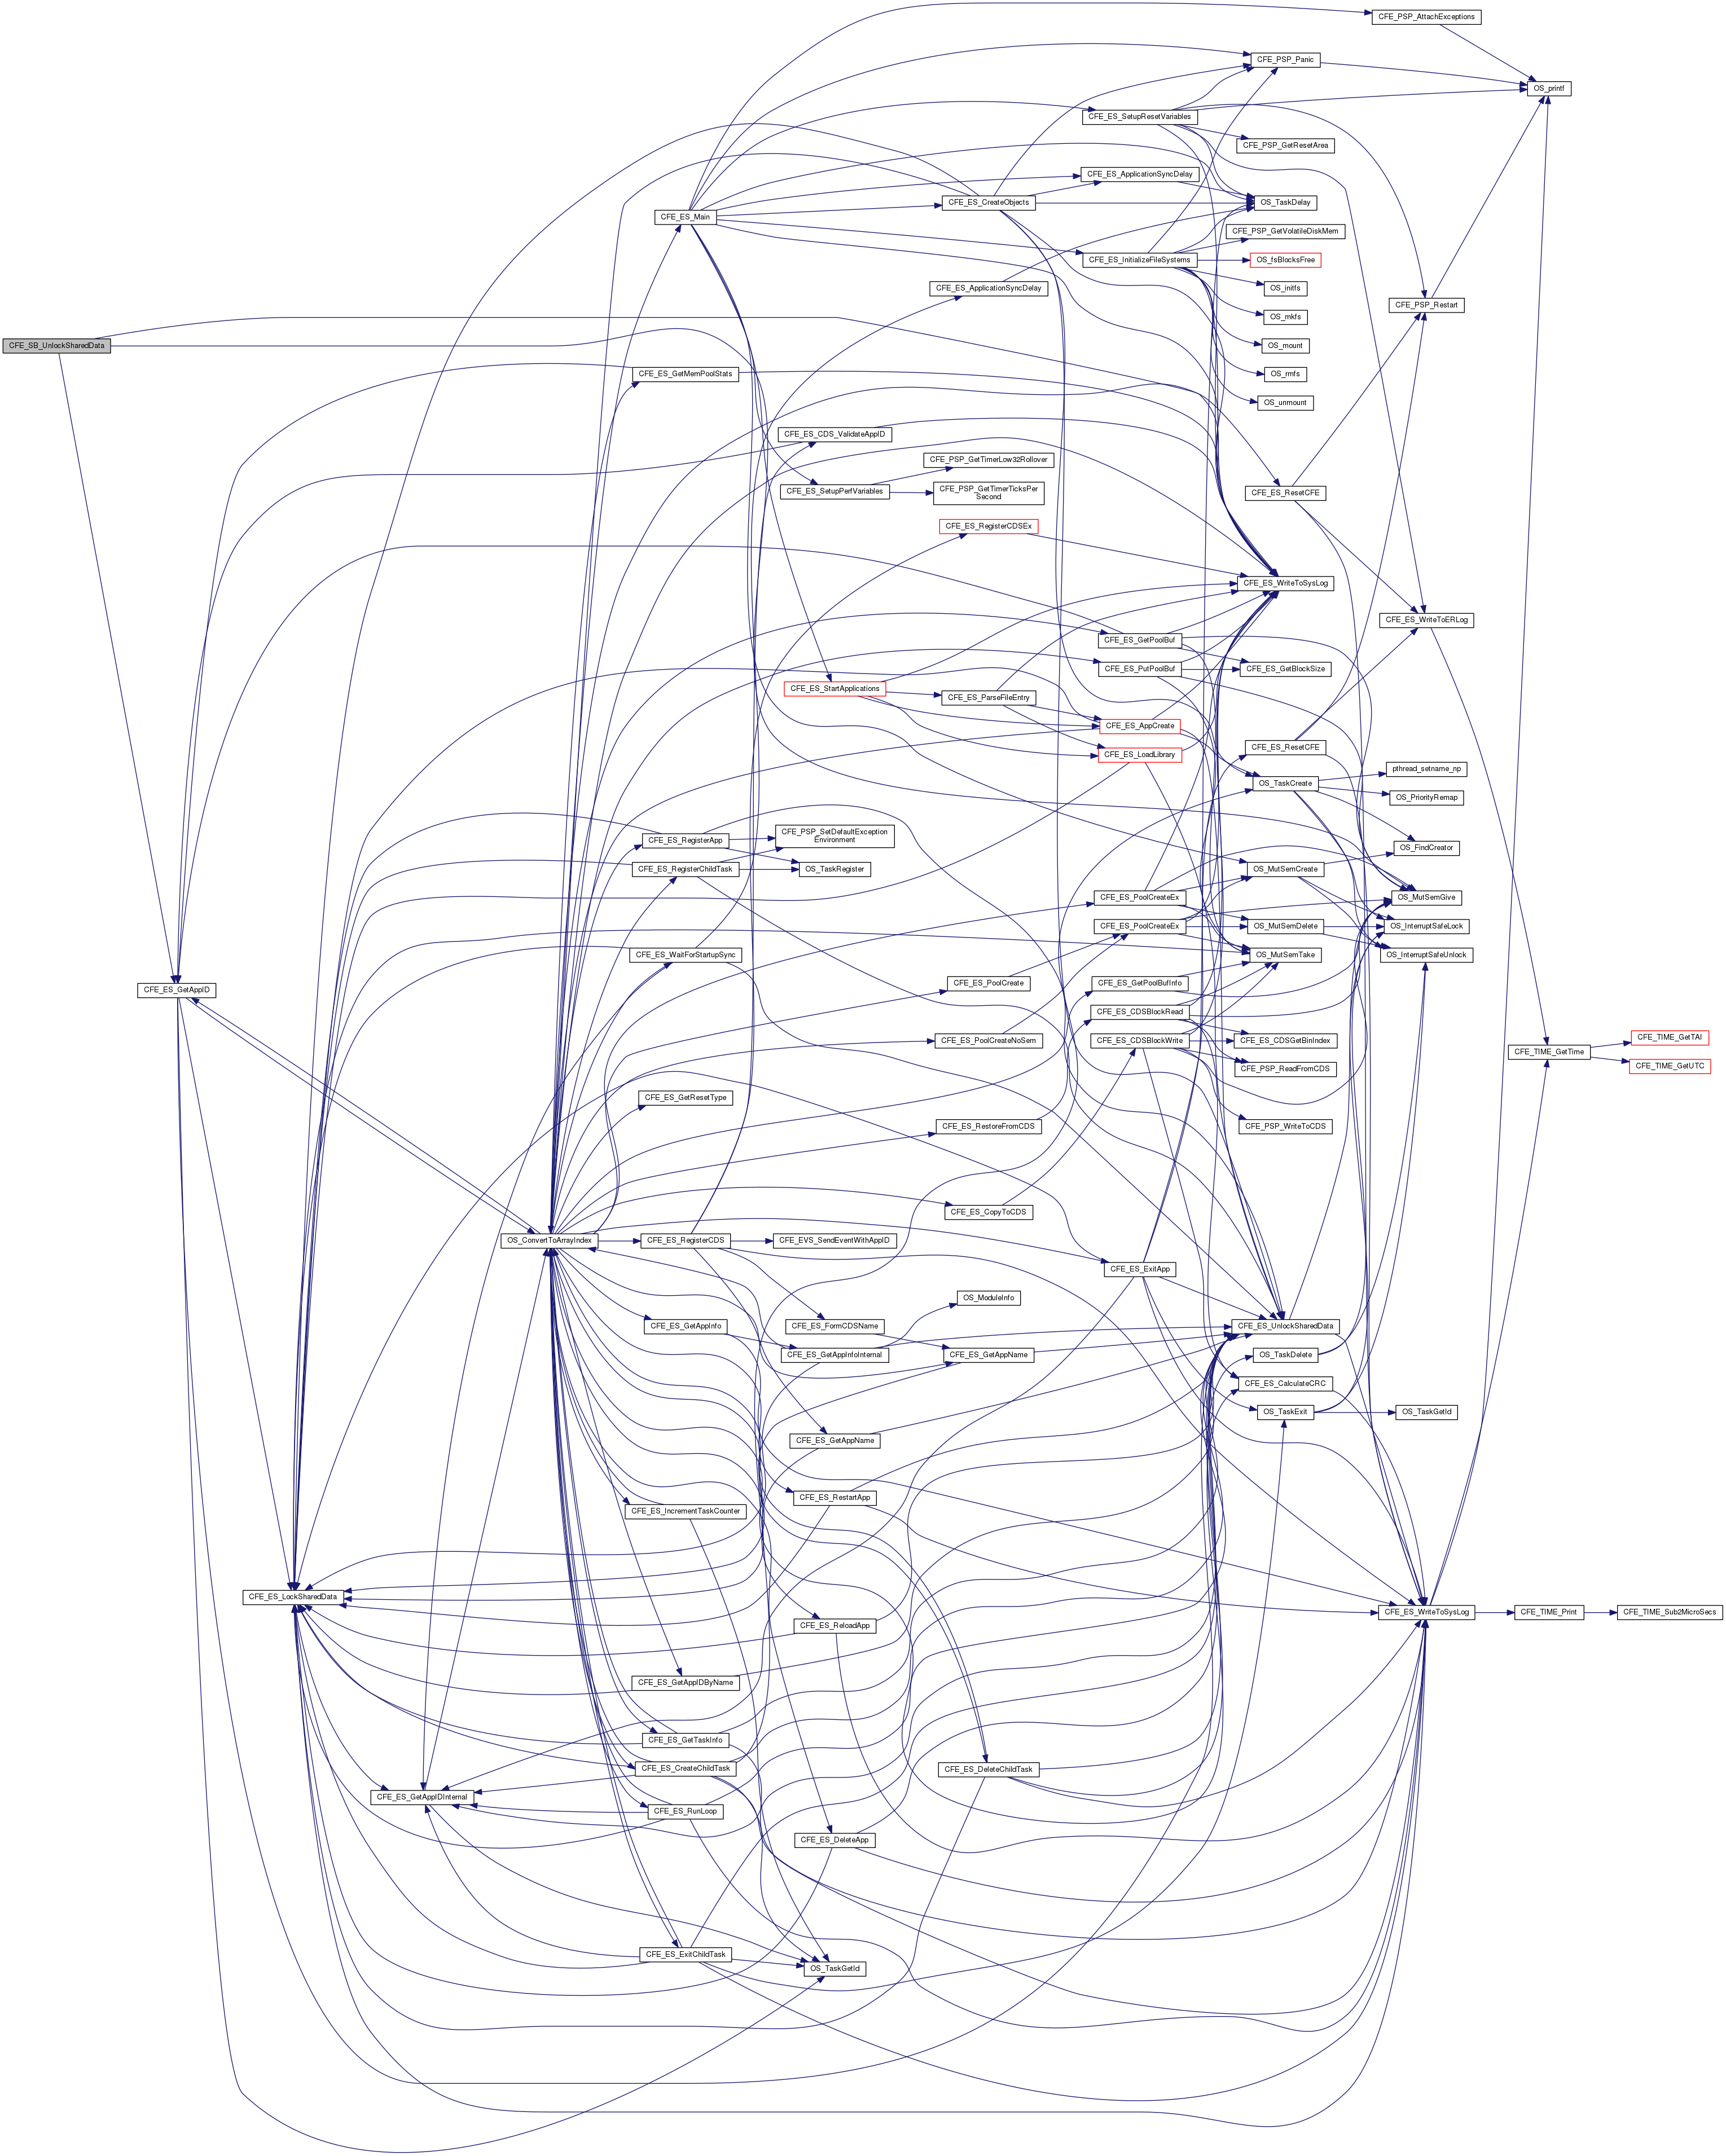 CFE_PSP_AttachExceptions
CFE_PSP_Panic
OS_printf
CFE_ES_SetupResetVariables
CFE_PSP_GetResetArea
CFE_ES_ApplicationSyncDelay
CFE_ES_CreateObjects
OS_TaskDelay
CFE_ES_Main
CFE_PSP_GetVolatileDiskMem
CFE_ES_InitializeFileSystems
OS_fsBlocksFree
CFE_ES_ApplicationSyncDelay
OS_initfs
CFE_PSP_Restart
OS_mkfs
CFE_SB_UnlockSharedData
OS_mount
CFE_ES_GetMemPoolStats
OS_rmfs
OS_unmount
CFE_ES_CDS_ValidateAppID
CFE_PSP_GetTimerLow32Rollover
CFE_ES_SetupPerfVariables
CFE_PSP_GetTimerTicksPer
Second
CFE_ES_ResetCFE
CFE_ES_RegisterCDSEx
CFE_ES_WriteToSysLog
CFE_ES_WriteToERLog
CFE_ES_GetPoolBuf
CFE_ES_PutPoolBuf
CFE_ES_GetBlockSize
CFE_ES_StartApplications
CFE_ES_ParseFileEntry
CFE_ES_AppCreate
CFE_ES_LoadLibrary
CFE_ES_ResetCFE
pthread_setname_np
OS_TaskCreate
OS_PriorityRemap
CFE_ES_RegisterApp
CFE_PSP_SetDefaultException
Environment
OS_FindCreator
CFE_ES_RegisterChildTask
OS_TaskRegister
OS_MutSemCreate
CFE_ES_PoolCreateEx
OS_MutSemGive
CFE_ES_PoolCreateEx
OS_MutSemDelete
OS_InterruptSafeLock
CFE_ES_WaitForStartupSync
OS_MutSemTake
OS_InterruptSafeUnlock
CFE_ES_GetAppID
CFE_ES_PoolCreate
CFE_ES_GetPoolBufInfo
CFE_ES_CDSBlockRead
CFE_ES_PoolCreateNoSem
CFE_ES_CDSBlockWrite
CFE_ES_CDSGetBinIndex
CFE_TIME_GetTAI
CFE_TIME_GetTime
CFE_PSP_ReadFromCDS
CFE_TIME_GetUTC
CFE_ES_GetResetType
CFE_ES_RestoreFromCDS
CFE_PSP_WriteToCDS
CFE_ES_CopyToCDS
OS_ConvertToArrayIndex
CFE_ES_RegisterCDS
CFE_EVS_SendEventWithAppID
CFE_ES_ExitApp
OS_ModuleInfo
CFE_ES_GetAppInfo
CFE_ES_FormCDSName
CFE_ES_UnlockSharedData
CFE_ES_GetAppInfoInternal
CFE_ES_GetAppName
OS_TaskDelete
CFE_ES_CalculateCRC
OS_TaskExit
OS_TaskGetId
CFE_ES_GetAppName
CFE_ES_RestartApp
CFE_ES_IncrementTaskCounter
CFE_ES_LockSharedData
CFE_ES_WriteToSysLog
CFE_TIME_Print
CFE_TIME_Sub2MicroSecs
CFE_ES_ReloadApp
CFE_ES_GetAppIDByName
CFE_ES_GetTaskInfo
CFE_ES_CreateChildTask
CFE_ES_DeleteChildTask
CFE_ES_GetAppIDInternal
CFE_ES_RunLoop
CFE_ES_DeleteApp
CFE_ES_ExitChildTask
OS_TaskGetId